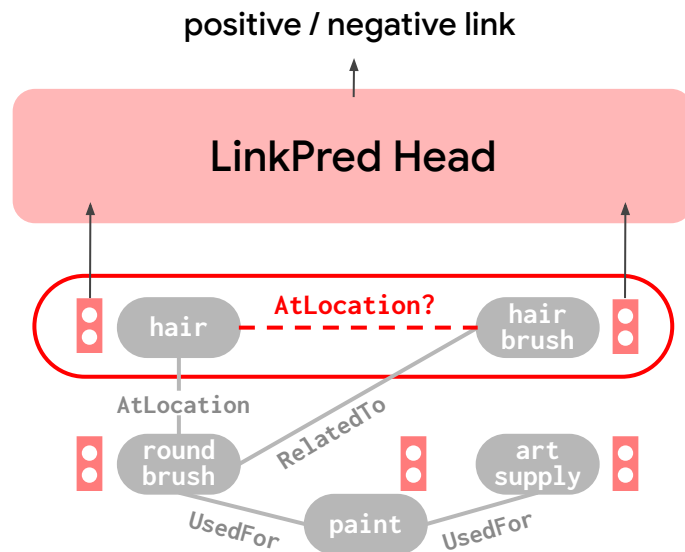 positive / negative link
LinkPred Head
AtLocation?
hair
hair
brush
AtLocation
RelatedTo
round
brush
art
supply
UsedFor
paint
UsedFor